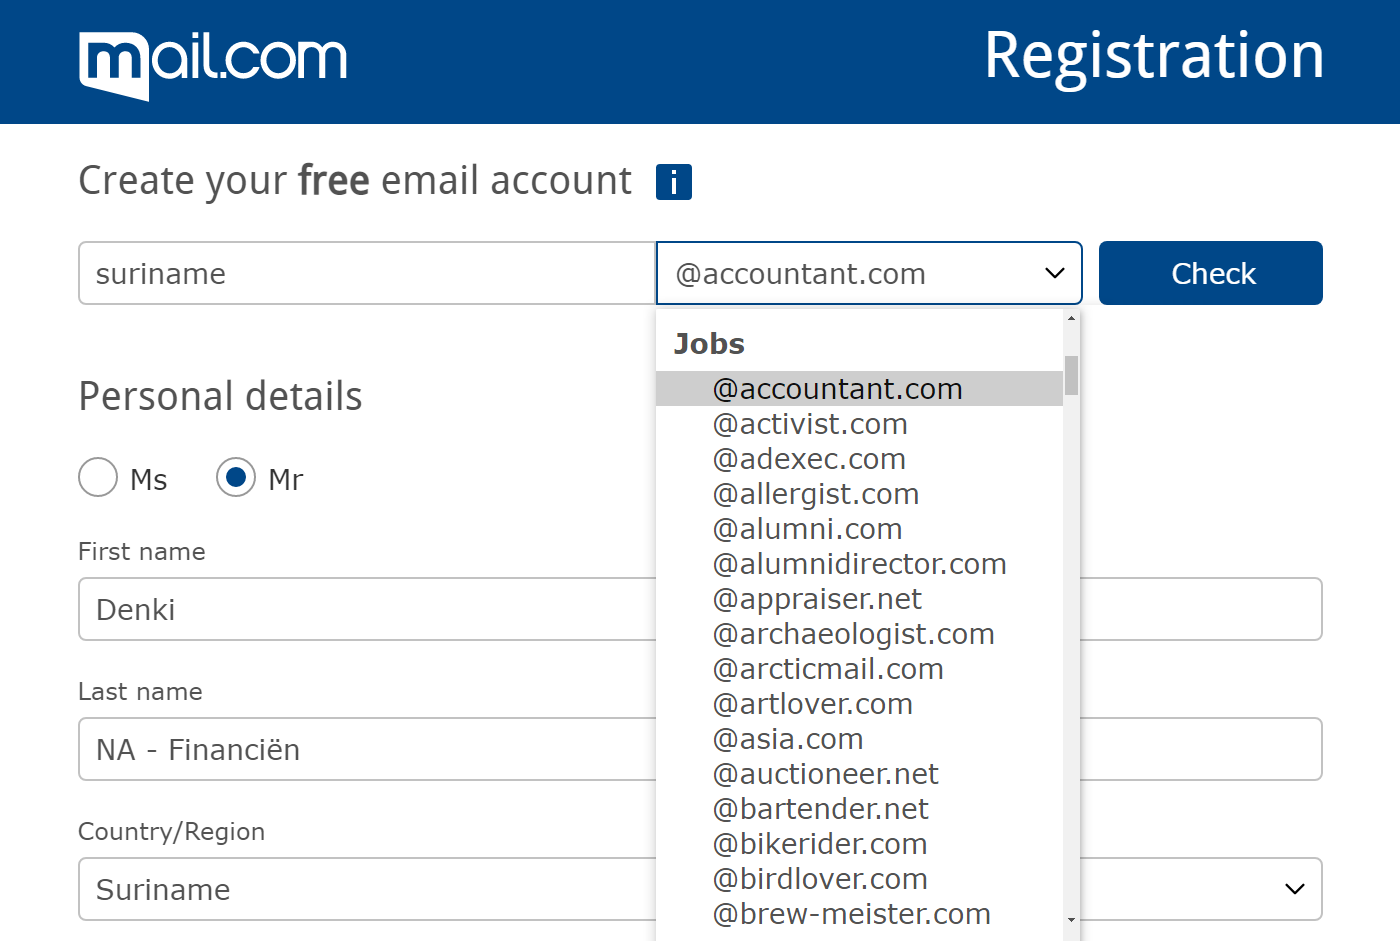 mail.com
Registration
Create your free email account i
suriname
@accountant.com
Check
Jobs
@accountant.com
@activist.com
@adexec.com
@allergist.com
@alumni.com
@alumnidirector.com
@appraiser.net
@archaeologist.com
@arcticmail.com
@artlover.com
@asia.com
@auctioneer.net
@bartender.net
@bikerider.com
@birdlover.com
@brew-meister.com
Personal details
Ms
Mr
First name
Denki
Last name
NA - Financiën
Country/Region
Suriname